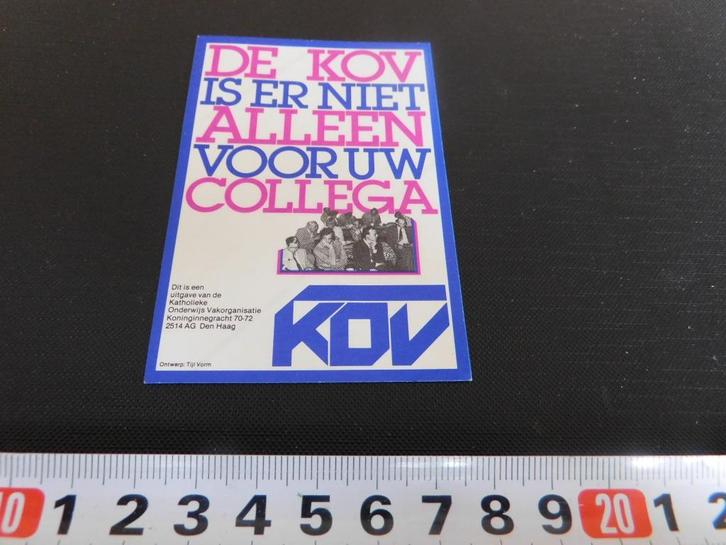 DE KOV
IS ER NIET
ALLEEN
VOOR UW
COLLEGA
Dit is een
uitgave van de
Katholieke
Onderwijs Vakorganisatie
Koninginnegracht 70-72
2514 AG Den Haag
KOV
Ontwerp: Tijl Vorm
10 1 2 3 4 5 6 7 8 9 20 1 2